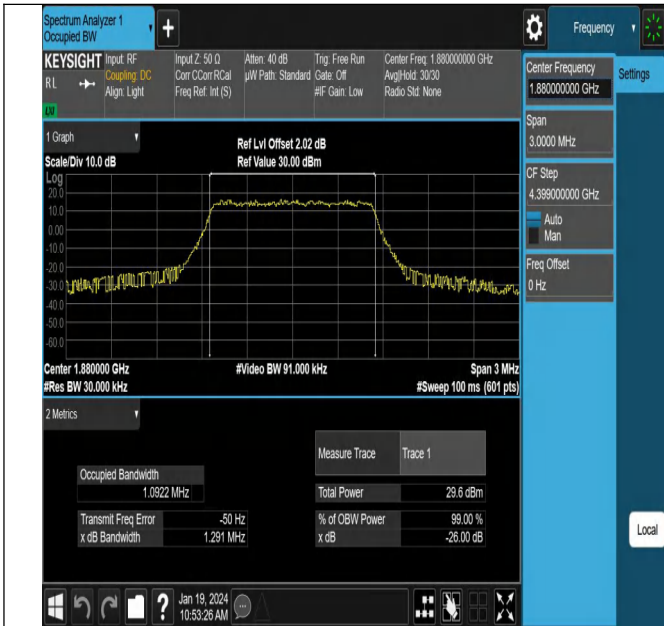 Spectrum Analyzer 1
Occupied BW
Frequency
KEYSIGHT
RL
LXI
Input: RF
Coupling: DC
Align: Light
Input Z: 50 Ω
Corr CCorr RCal
Freq Ref: Int (S)
Atten: 40 dB
µW Path: Standard
Trig: Free Run
Gate: Off
#IF Gain: Low
Center Freq: 1.880000000 GHz
Avg|Hold: 30/30
Radio Std: None
Center Frequency
1.880000000 GHz
Settings
Span
3.0000 MHz
CF Step
4.399000000 GHz
Auto
Man
Freq Offset
0 Hz
1 Graph
Scale/Div 10.0 dB
Ref Lvl Offset 2.02 dB
Ref Value 30.00 dBm
Log
20.0
10.0
0.00
-10.0
-20.0
-30.0
-40.0
-50.0
-60.0
Center 1.880000 GHz
#Video BW 91.000 kHz
Span 3 MHz
#Res BW 30.000 kHz
#Sweep 100 ms (601 pts)
2 Metrics
Measure Trace
Trace 1
Occupied Bandwidth
1.0922 MHz
Total Power
29.6 dBm
Transmit Freq Error
-50 Hz
% of OBW Power
99.00 %
x dB Bandwidth
1.291 MHz
x dB
-26.00 dB
Local
Jan 19, 2024
10:53:26 AM